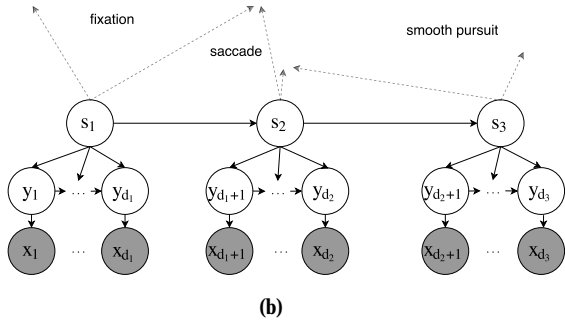 fixation
saccade
smooth pursuit
s1 s2 s3
y1 ... yd1 yd1+1 ... yd2 yd2+1 ... yd3
x1 ... xd1 xd1+1 ... xd2 xd2+1 ... xd3
(b)